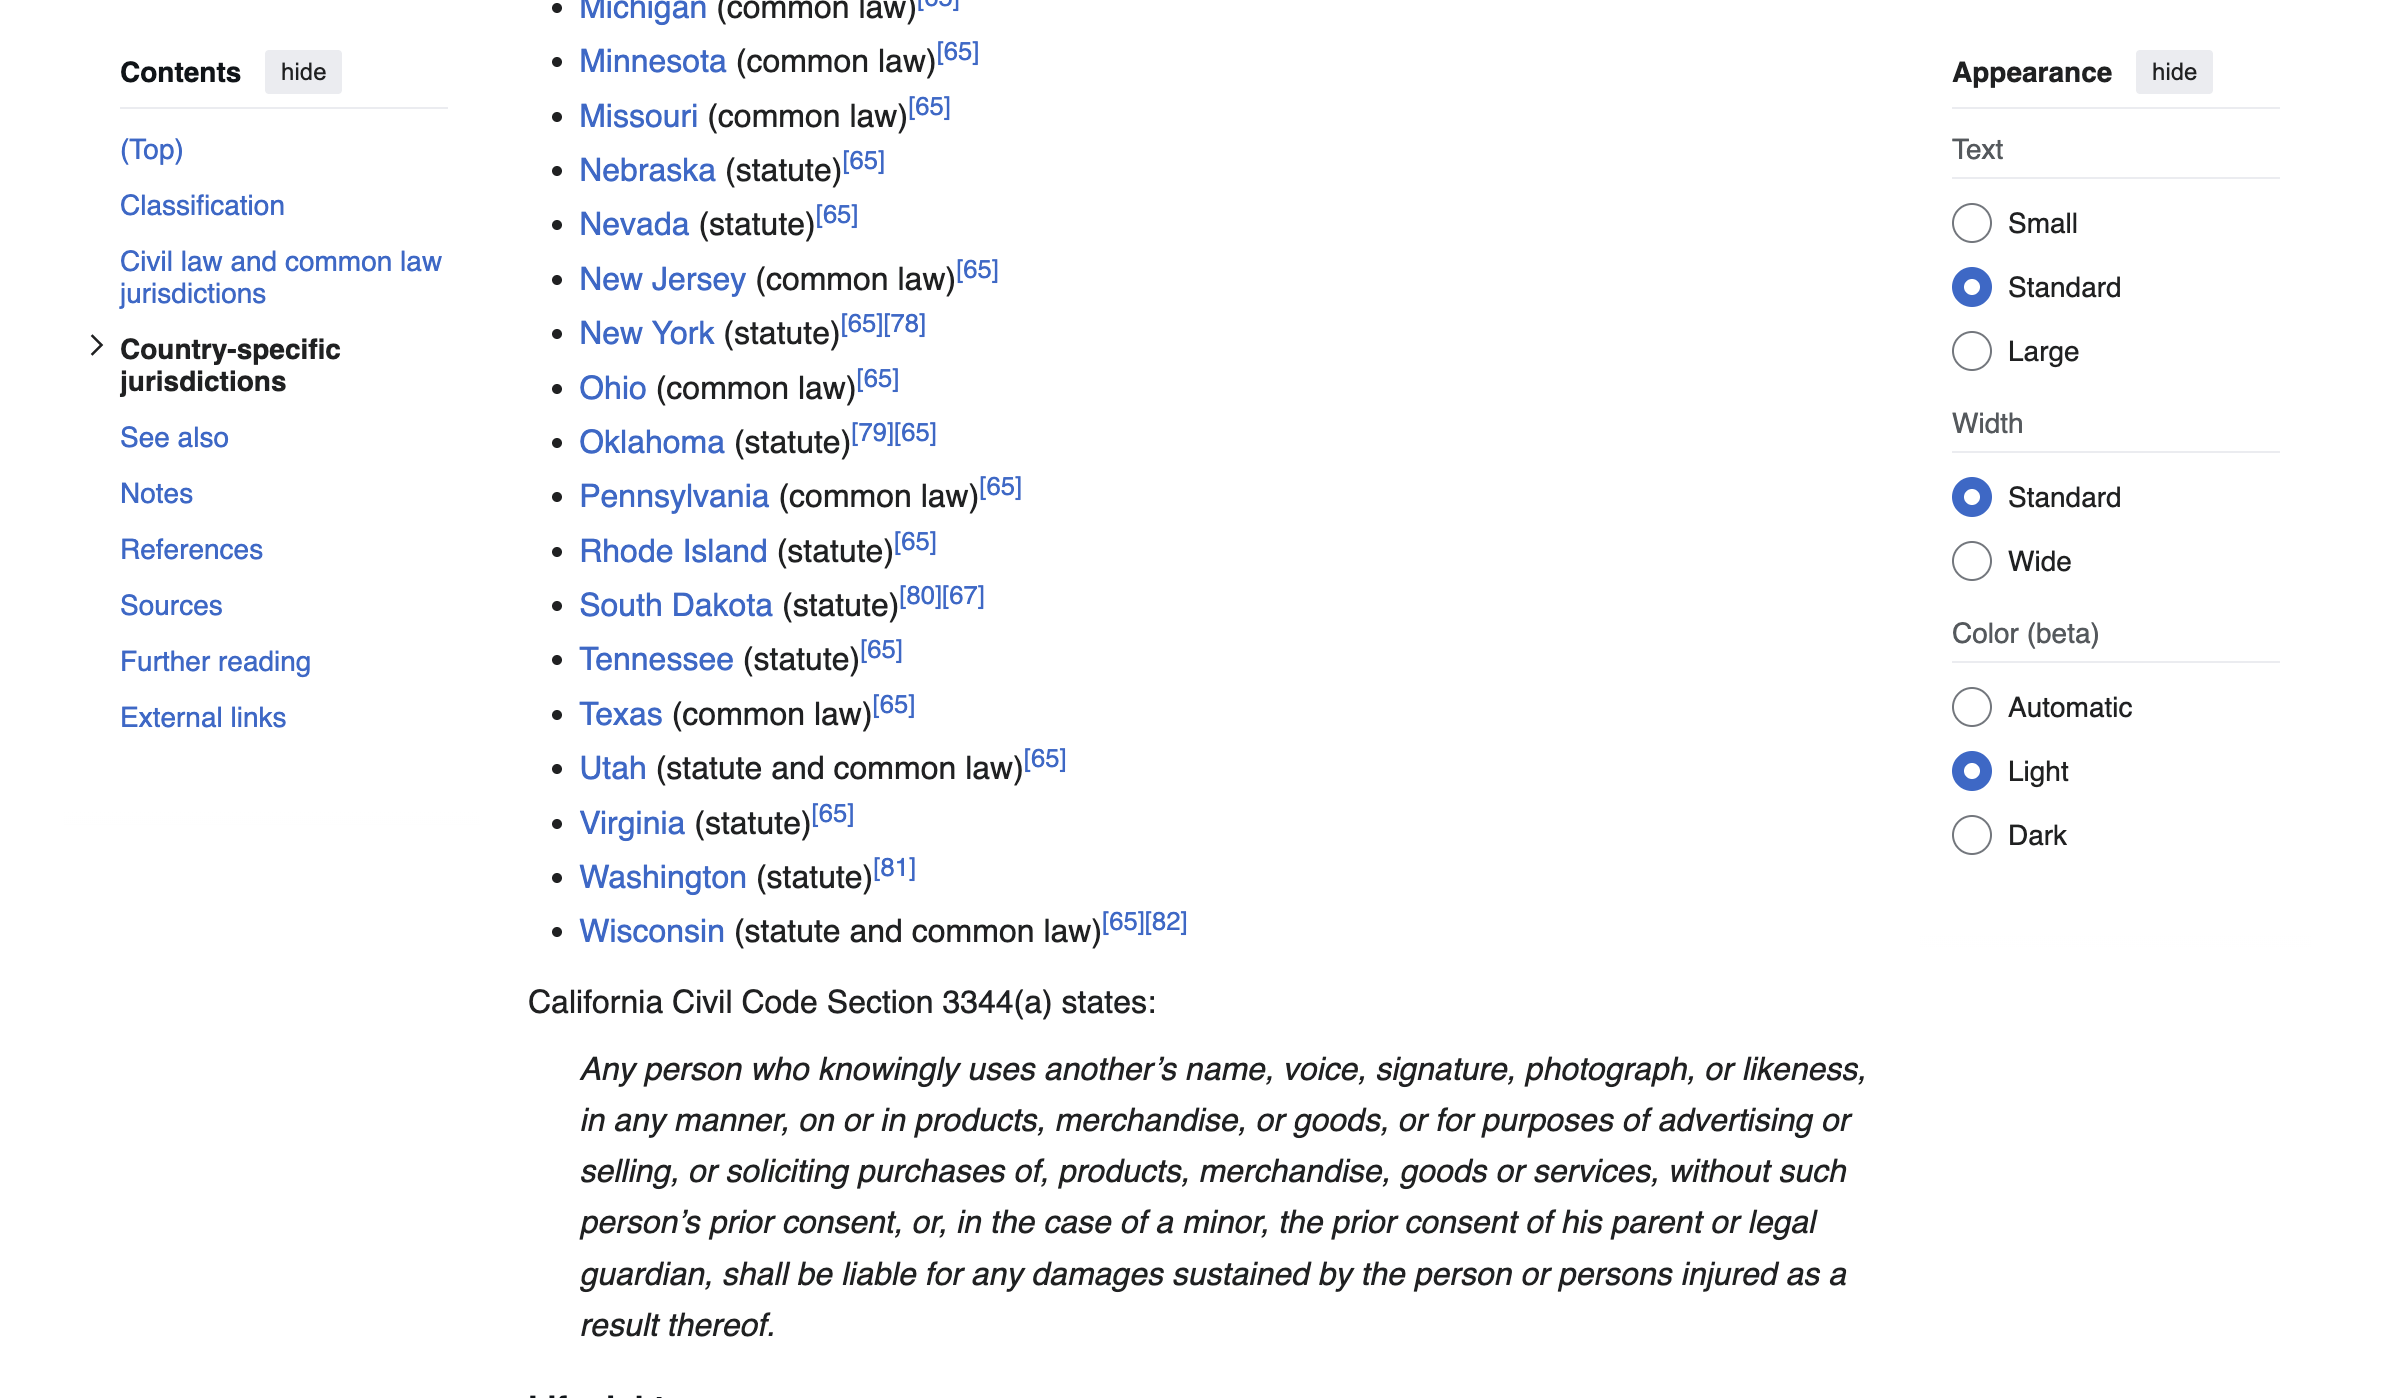 Contents hide
(Top)
Classification
Civil law and common law
jurisdictions
Country-specific
jurisdictions
See also
Notes
References
Sources
Further reading
External links
Michigan (common law)[65]
Minnesota (common law)[65]
Missouri (common law)[65]
Nebraska (statute)[65]
Nevada (statute)[65]
New Jersey (common law)[65]
New York (statute)[65][78]
Ohio (common law)[65]
Oklahoma (statute)[79][65]
Pennsylvania (common law)[65]
Rhode Island (statute)[65]
South Dakota (statute)[80][67]
Tennessee (statute)[65]
Texas (common law)[65]
Utah (statute and common law)[65]
Virginia (statute)[65]
Washington (statute)[81]
Wisconsin (statute and common law)[65][82]
California Civil Code Section 3344(a) states:
Any person who knowingly uses another’s name, voice, signature, photograph, or likeness,
in any manner, on or in products, merchandise, or goods, or for purposes of advertising or
selling, or soliciting purchases of, products, merchandise, goods or services, without such
person’s prior consent, or, in the case of a minor, the prior consent of his parent or legal
guardian, shall be liable for any damages sustained by the person or persons injured as a
result thereof.
Appearance hide
Text
Small
Standard
Large
Width
Standard
Wide
Color (beta)
Automatic
Light
Dark